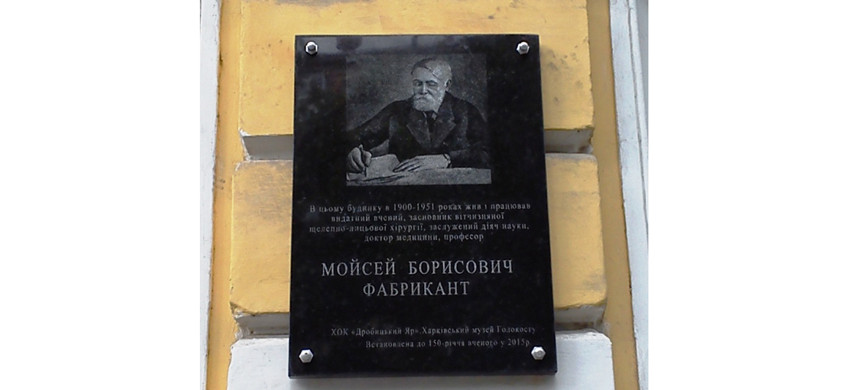 В цьому будинку в 1900-1951 роках жив і працював
видатний вчений, засновник вітчизняної
щелепно-лицьової хірургії, заслужений діяч науки,
доктор медицини, професор
МОЙСЕЙ БОРИСОВИЧ
ФАБРИКАНТ
ХОК «Дробицький Яр».Харківський музей Голокосту
Встановлена до 150-річчя вченого у 2015р.